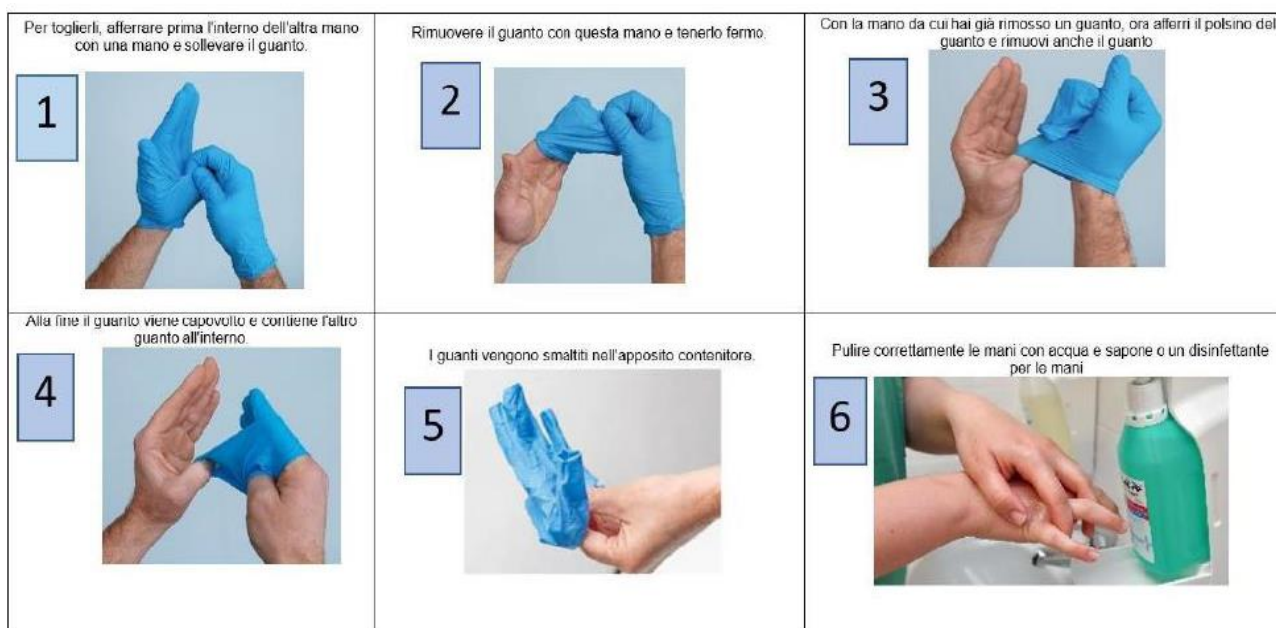 Per toglierli, afferrare prima l'interno dell'altra mano
con una mano e sollevare il guanto.
1
Rimuovere il guanto con questa mano e tenerlo fermo.
2
Con la mano da cui hai già rimosso un guanto, ora afferri il polsino del
guanto e rimuovi anche il guanto
3
Alla fine il guanto viene capovolto e contiene l'altro
guanto all'interno.
4
I guanti vengono smaltiti nell'apposito contenitore.
5
Pulire correttamente le mani con acqua e sapone o un disinfettante
per le mani
6